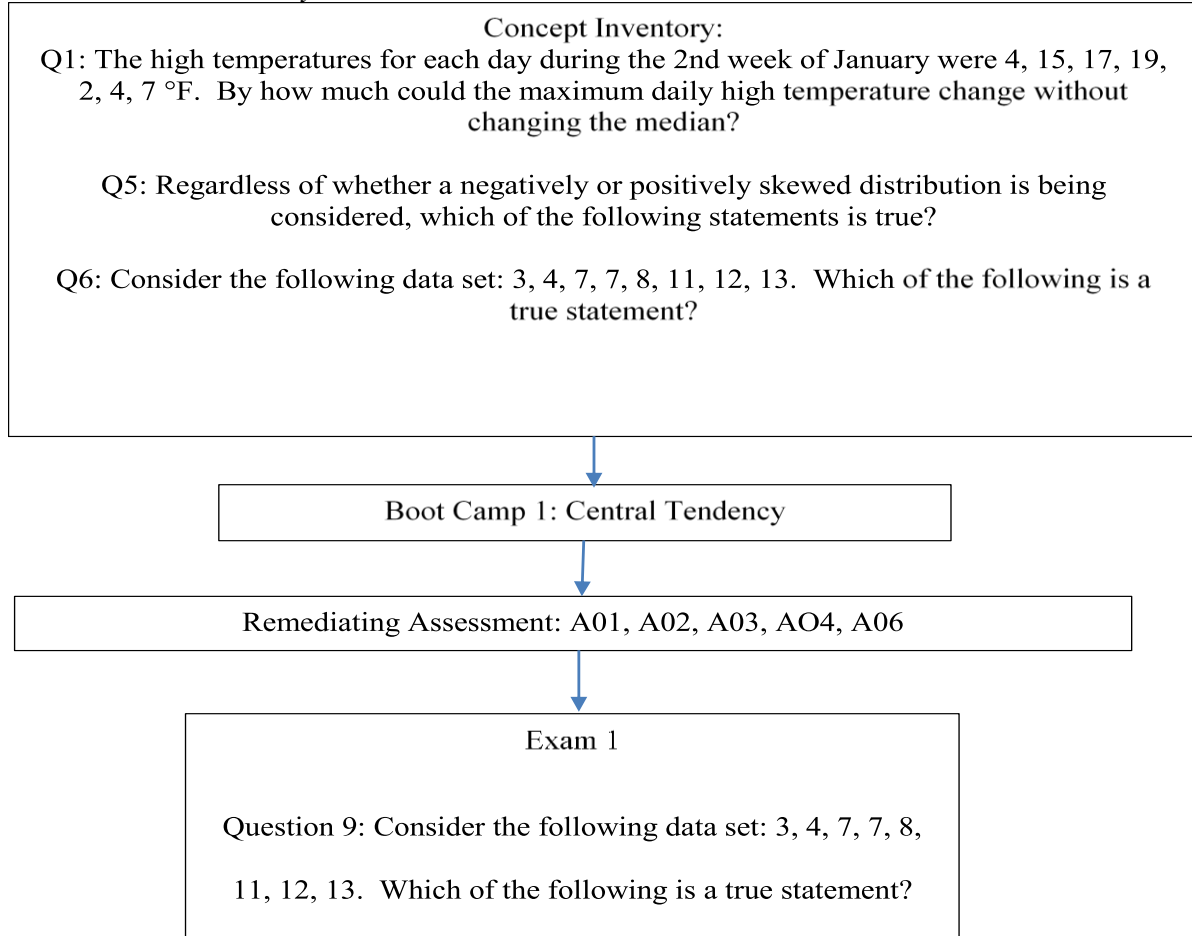 Concept Inventory:
Q1: The high temperatures for each day during the 2nd week of January were 4, 15, 17, 19,
2, 4, 7 °F.  By how much could the maximum daily high temperature change without
changing the median?
Q5: Regardless of whether a negatively or positively skewed distribution is being
considered, which of the following statements is true?
Q6: Consider the following data set: 3, 4, 7, 7, 8, 11, 12, 13.  Which of the following is a
true statement?
Boot Camp 1: Central Tendency
Remediating Assessment: A01, A02, A03, AO4, A06
Exam 1
Question 9: Consider the following data set: 3, 4, 7, 7, 8,
11, 12, 13.  Which of the following is a true statement?